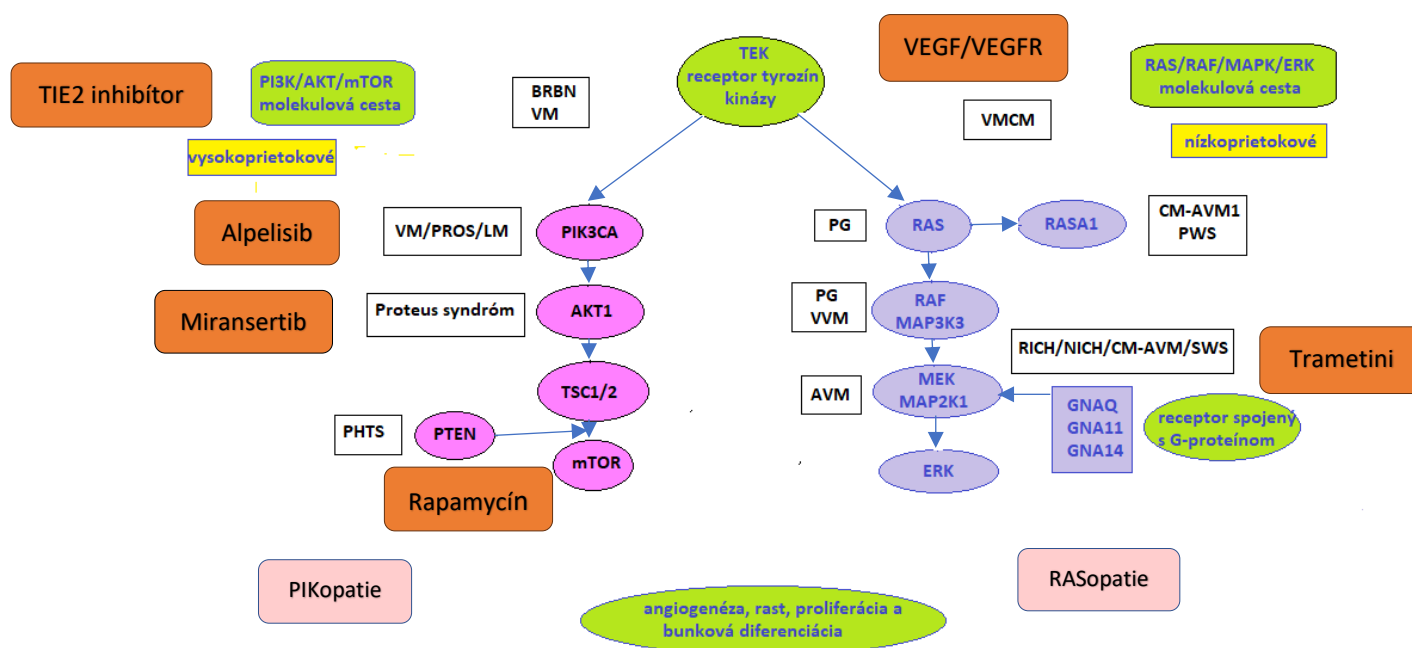 TEK
receptor tyrozín
kinázy
VEGF/VEGFR
TIE2 inhibítor
PI3K/AKT/mTOR
molekulová cesta
BRBN
VM
VMCM
RAS/RAF/MAPK/ERK
molekulová cesta
vysokoprietokové
nízkoprietokové
Alpelisib
VM/PROS/LM
PIK3CA
PG
RAS
RASA1
CM-AVM1
PWS
Miransertib
Proteus syndróm
AKT1
PG
VVM
RAF
MAP3K3
RICH/NICH/CM-AVM/SWS
Trametini
TSC1/2
AVM
MEK
MAP2K1
GNAQ
GNA11
GNA14
receptor spojený
s G-proteínom
PHTS
PTEN
mTOR
ERK
Rapamycín
PIKopatie
RASopatie
angiogenéza, rast, proliferácia a
bunková diferenciácia